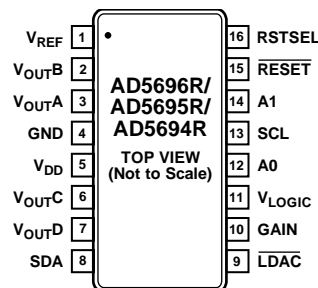 VREF 1
VOUTB 2
VOUTA 3
GND 4
VDD 5
VOUTC 6
VOUTD 7
SDA 8
AD5696R/
AD5695R/
AD5694R
TOP VIEW
(Not to Scale)
16 RSTSEL
15 RESET
14 A1
13 SCL
12 A0
11 VLOGIC
10 GAIN
9 LDAC